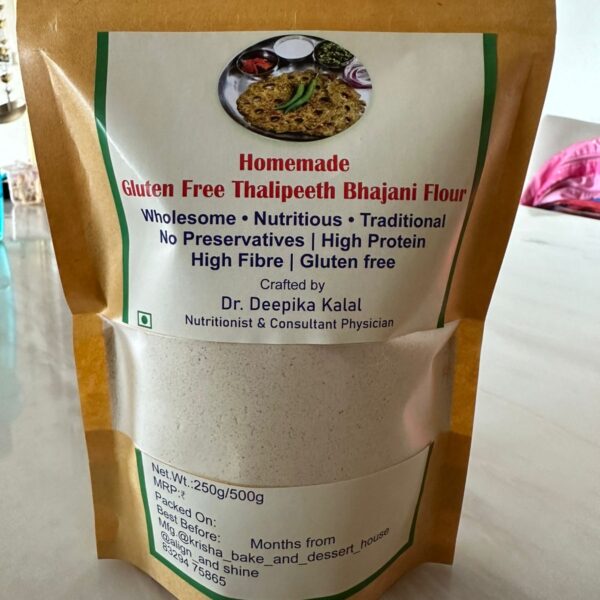 Homemade
Gluten Free Thalipeeth Bhajani Flour
Wholesome • Nutritious • Traditional
No Preservatives | High Protein
High Fibre | Gluten free
Crafted by
Dr. Deepika Kalal
Nutritionist & Consultant Physician
Net.Wt.:250g/500g
MRP:₹
Packed On:
Best Before: Months from
Mfg.@krisha_bake_and_dessert_house
@align_and shine
63294 75865